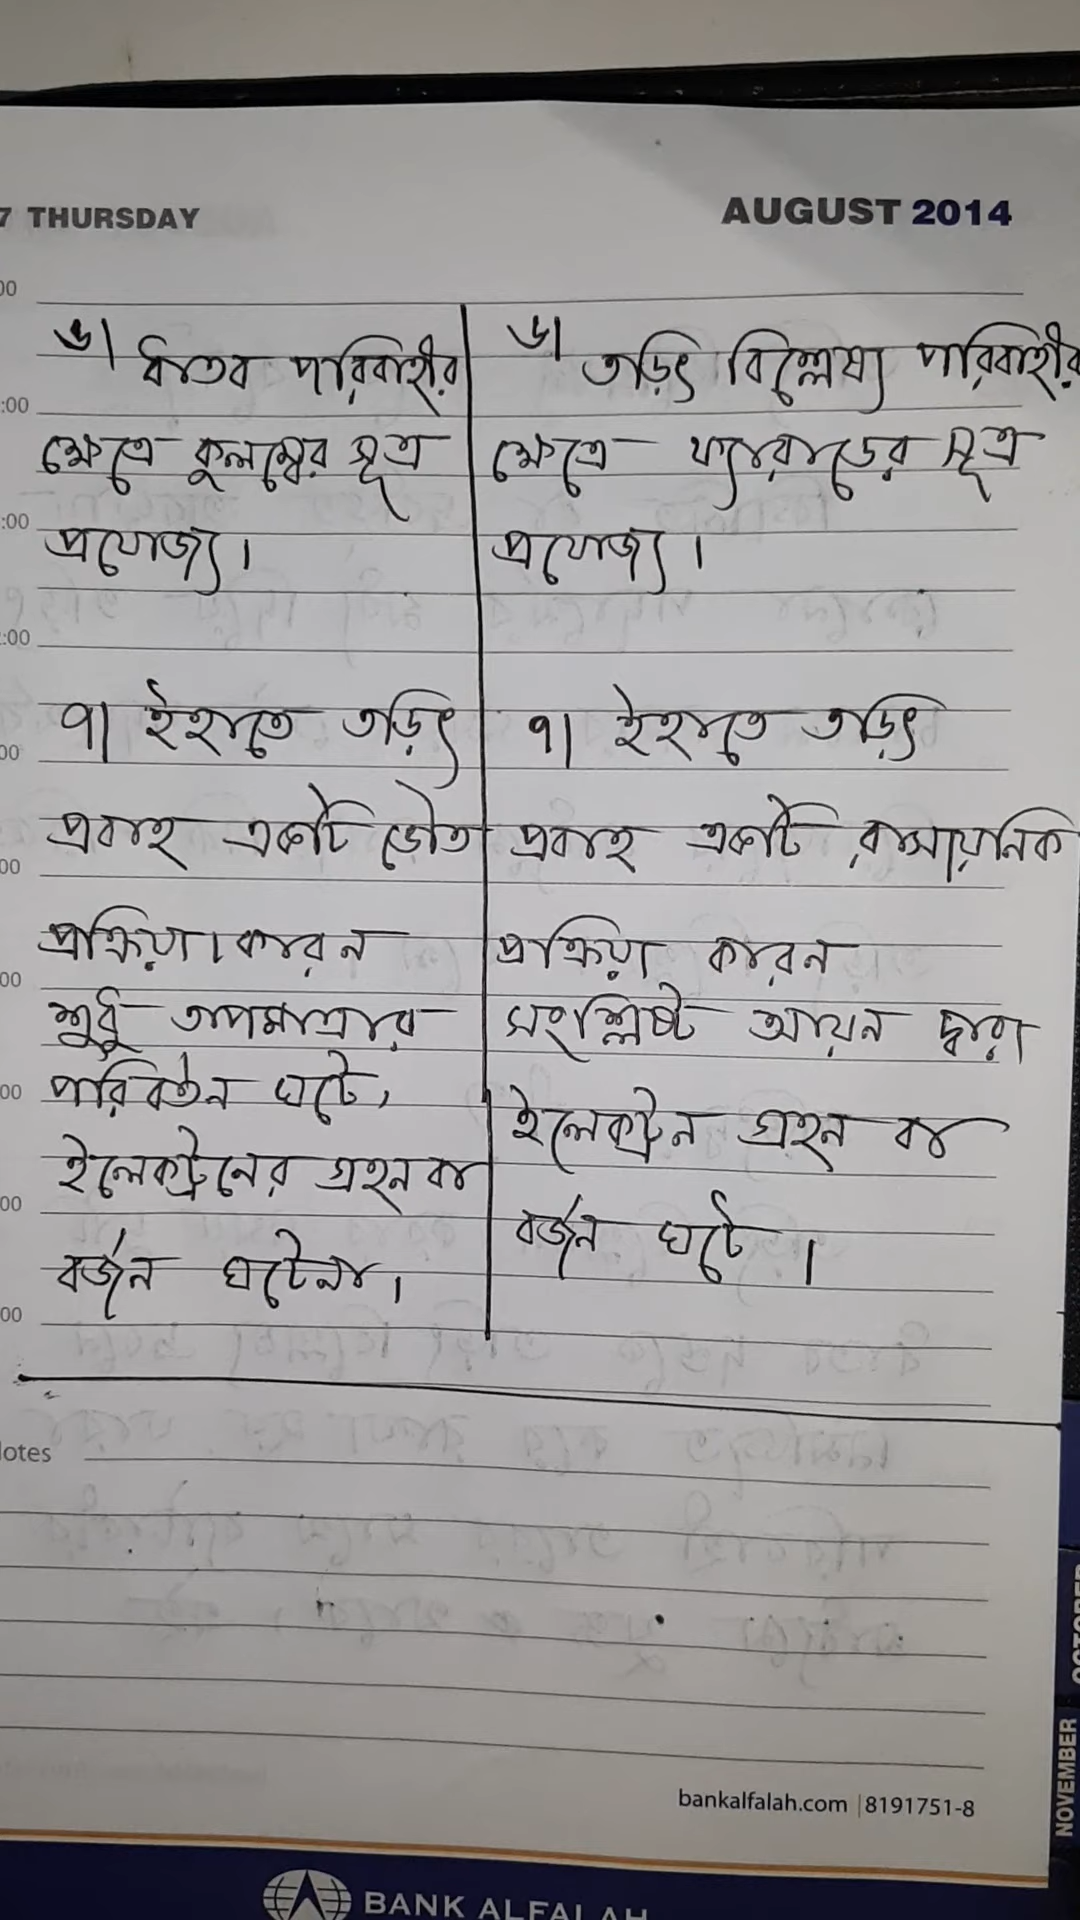 7 THURSDAY
AUGUST 2014
৬। ধাতব পরিবাহীর
ক্ষেত্রে কুলম্বের সূত্র
প্রযোজ্য।
৭। ইহাতে তড়িৎ
প্রবাহ একটি ভৌত
প্রক্রিয়া। কারন
শুধু তাপমাত্রার
পরিবর্তন ঘটে,
ইলেকট্রনের গ্রহন বা
বর্জন ঘটেনা।
৬। তড়িৎ বিশ্লেষ্য পরিবাহীর
ক্ষেত্রে ফ্যারাডের সূত্র
প্রযোজ্য।
৭। ইহাতে তড়িৎ
প্রবাহ একটি রাসায়নিক
প্রক্রিয়া কারন
সংশ্লিষ্ট আয়ন দ্বারা
ইলেকট্রন গ্রহন বা
বর্জন ঘটে।
Notes
bankalfalah.com | 8191751-8
BANK ALFALAH
OCTOBER
NOVEMBER